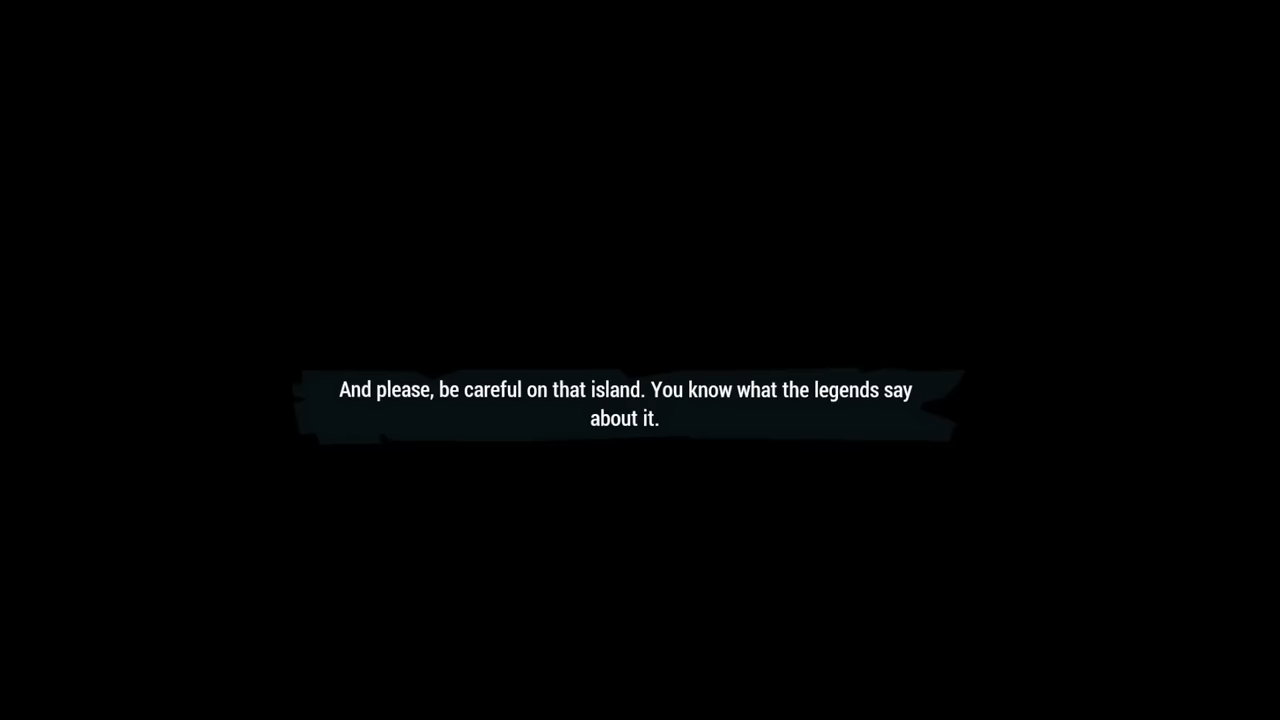 And please, be careful on that island. You know what the legends say
about it.